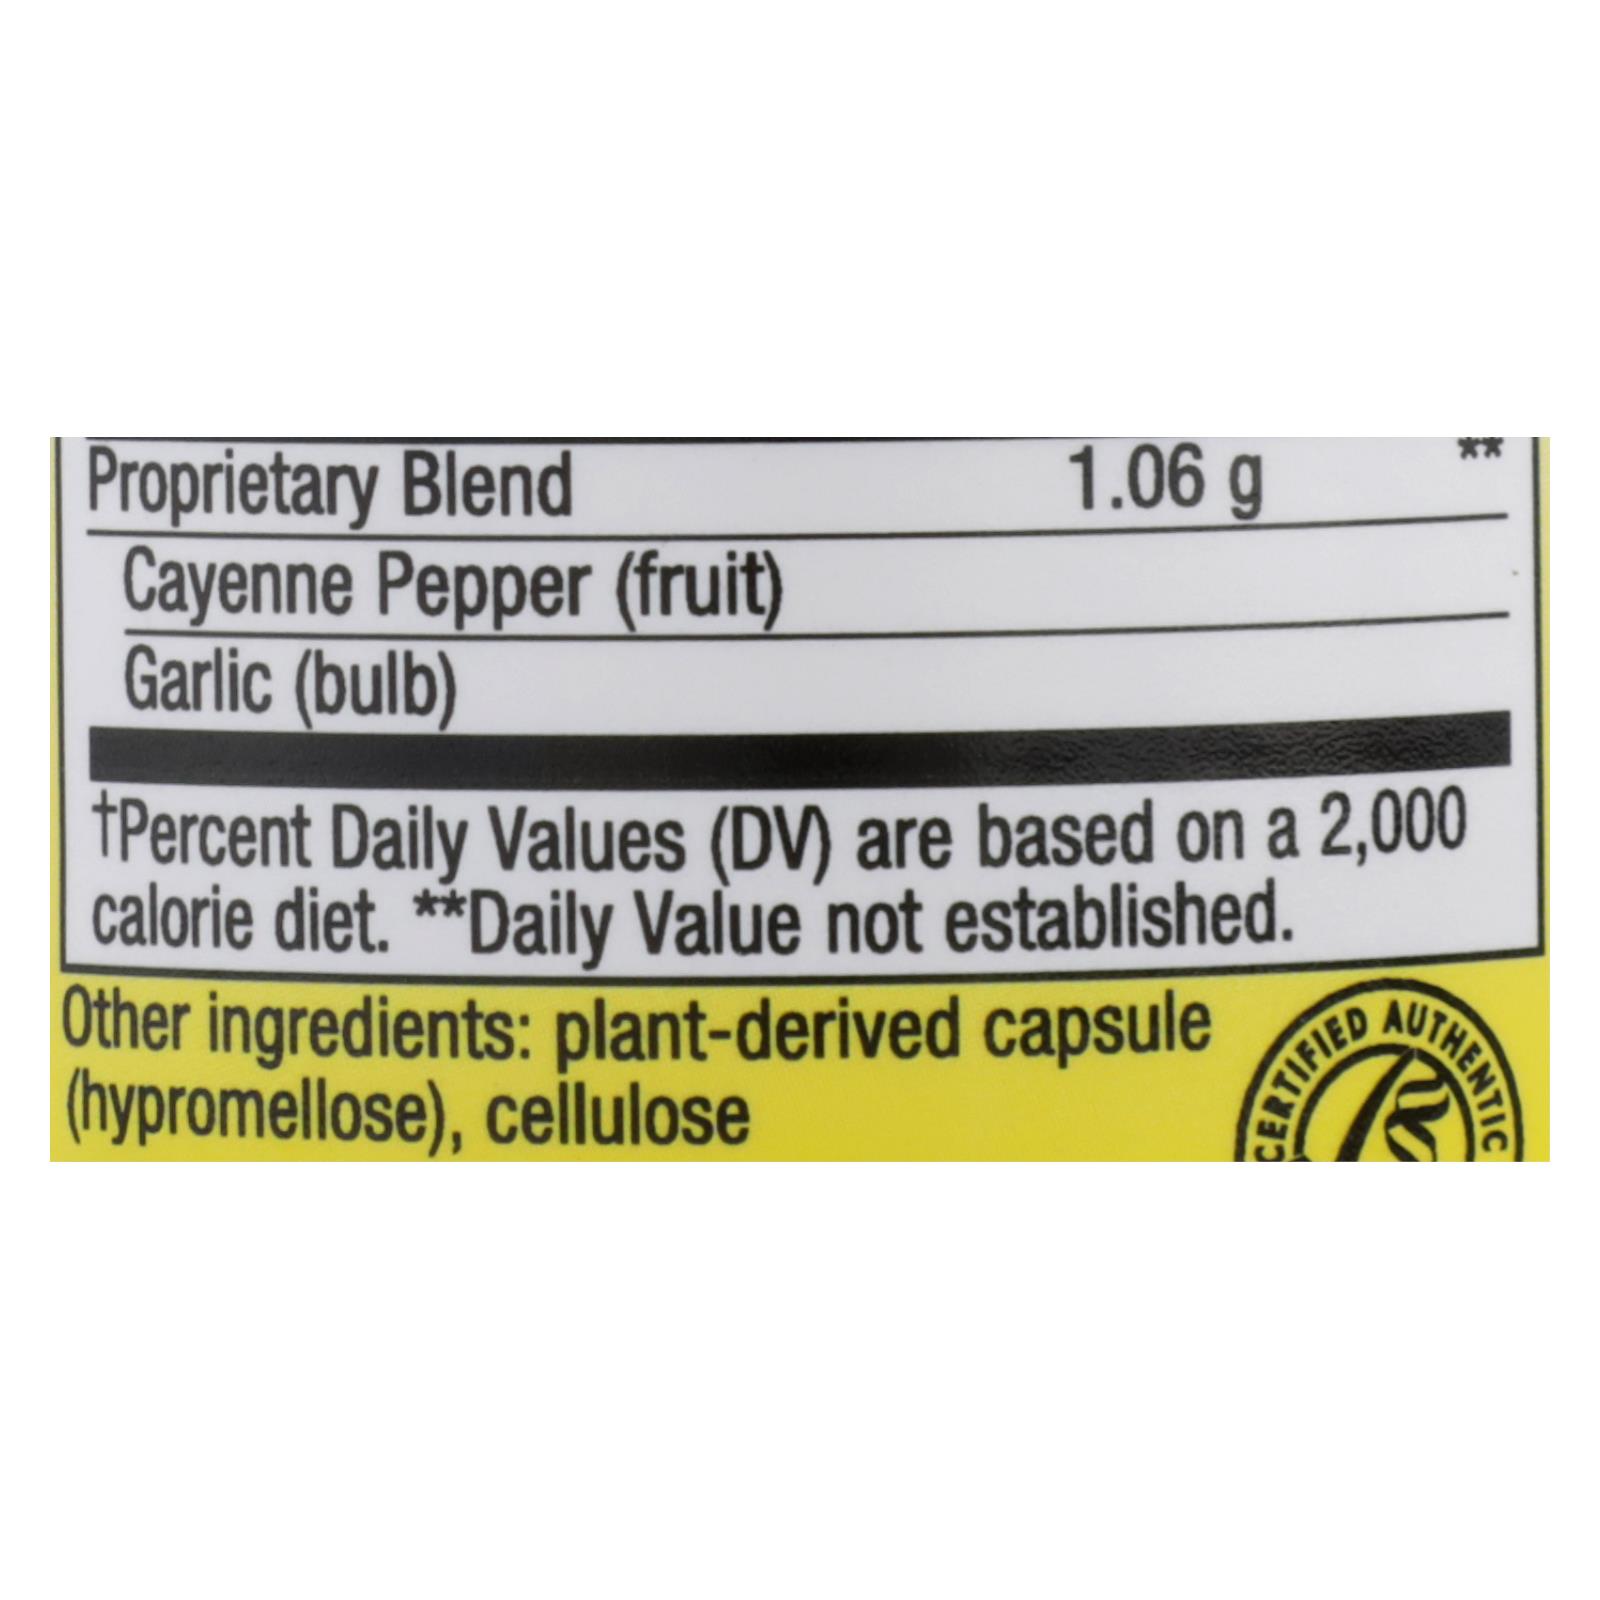 Proprietary Blend 1.06 g **
Cayenne Pepper (fruit)
Garlic (bulb)
†Percent Daily Values (DV) are based on a 2,000
calorie diet. **Daily Value not established.
Other ingredients: plant-derived capsule
(hypromellose), cellulose
CERTIFIED AUTHENTIC